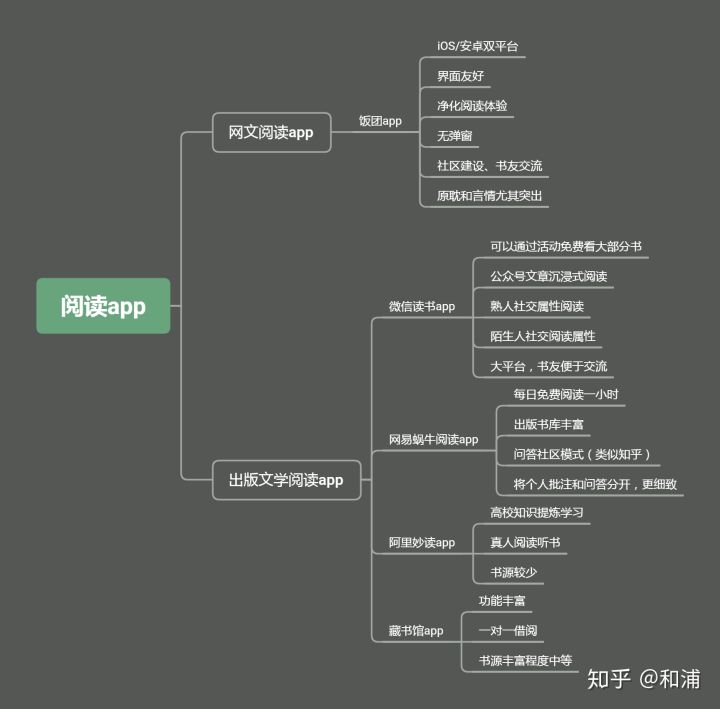 阅读app
网文阅读app
饭团app
iOS/安卓双平台
界面友好
净化阅读体验
无弹窗
社区建设、书友交流
原耽和言情尤其突出
出版文学阅读app
微信读书app
可以通过活动免费看大部分书
公众号文章沉浸式阅读
熟人社交属性阅读
陌生人社交阅读属性
大平台，书友便于交流
网易蜗牛阅读app
每日免费阅读一小时
出版书库丰富
问答社区模式（类似知乎）
将个人批注和问答分开，更细致
阿里妙读app
高校知识提炼学习
真人阅读听书
书源较少
藏书馆app
功能丰富
一对一借阅
书源丰富程度中等
知乎 @和浦